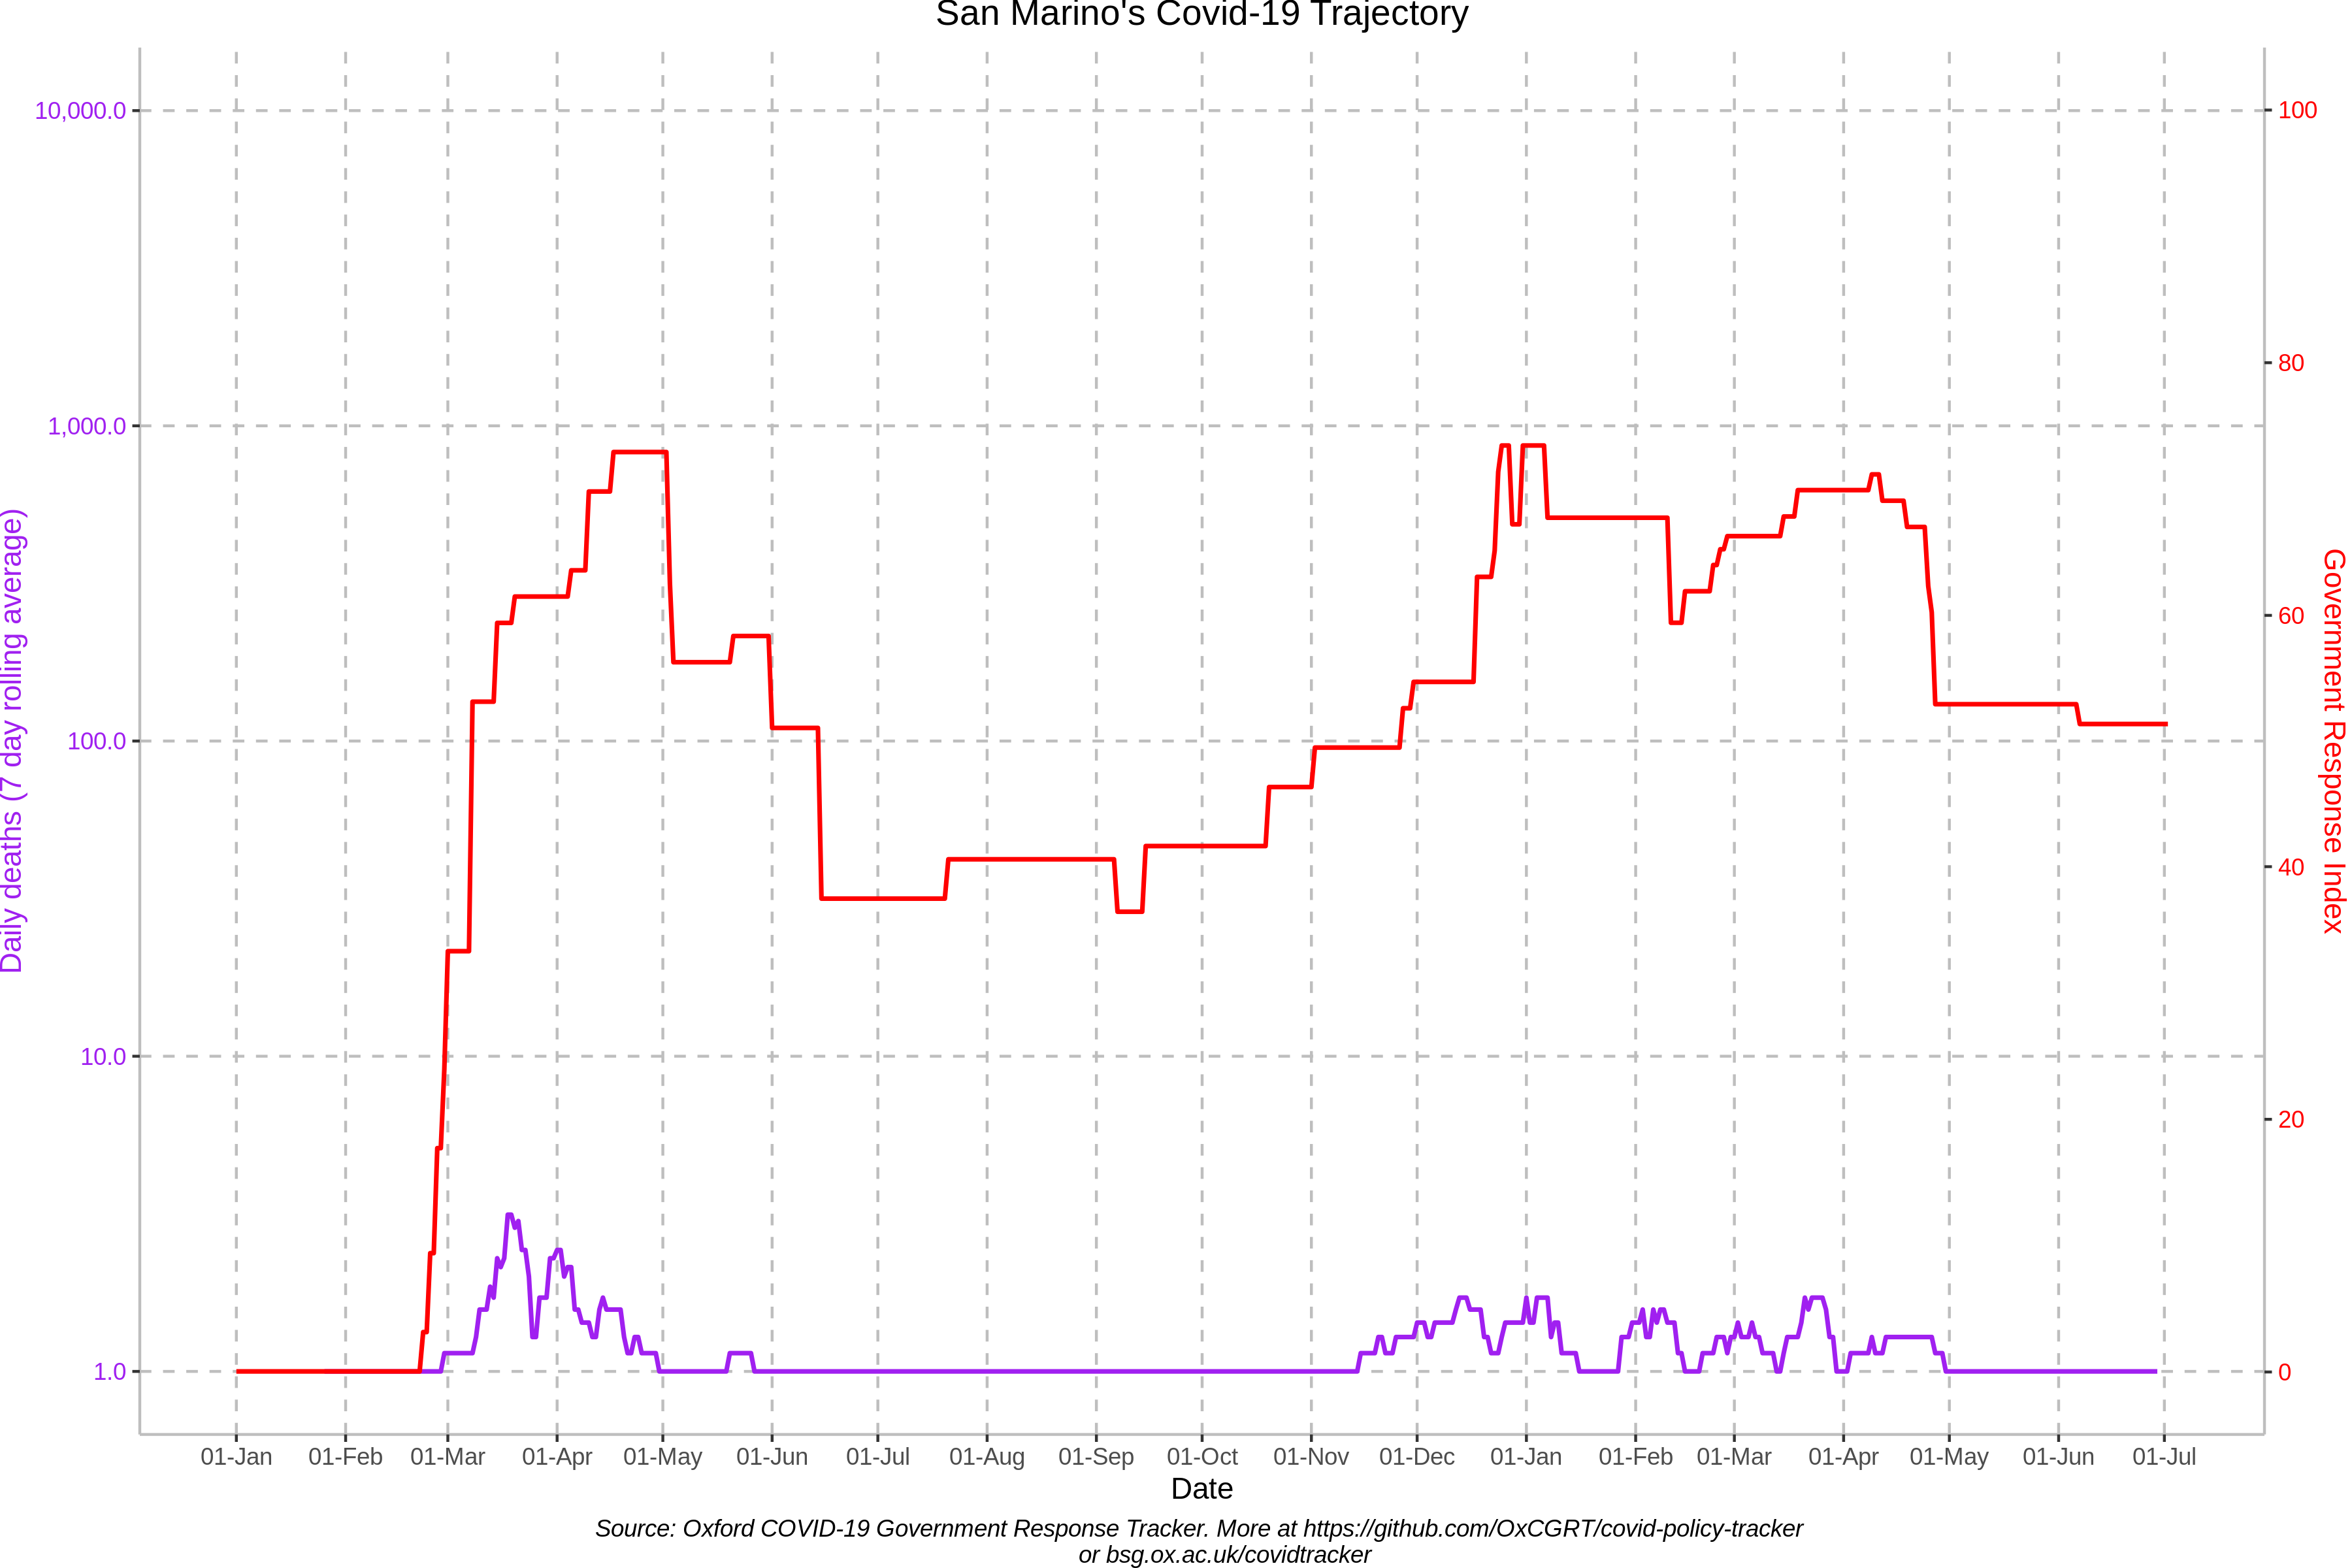 San Marino's Covid-19 Trajectory
Daily deaths (7 day rolling average)
10,000.0
1,000.0
100.0
10.0
1.0
100
80
60
40
20
0
Government Response Index
01-Jan 01-Feb 01-Mar 01-Apr 01-May 01-Jun 01-Jul 01-Aug 01-Sep 01-Oct 01-Nov 01-Dec 01-Jan 01-Feb 01-Mar 01-Apr 01-May 01-Jun 01-Jul
Date
Source: Oxford COVID-19 Government Response Tracker. More at https://github.com/OxCGRT/covid-policy-tracker
or bsg.ox.ac.uk/covidtracker